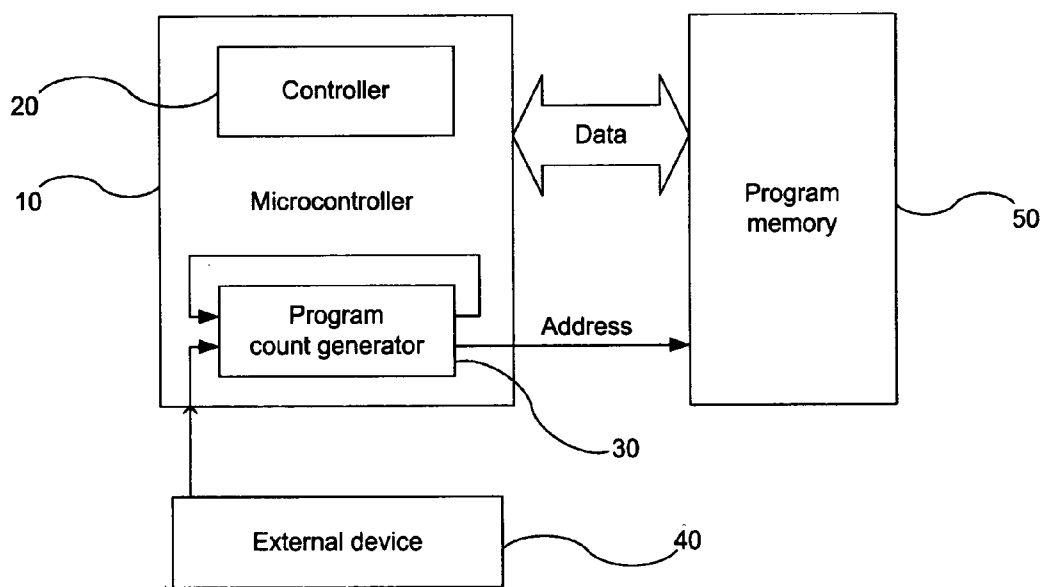 Controller
20
Data
10
Microcontroller
Program
memory
50
Program
count generator
Address
30
External device
40